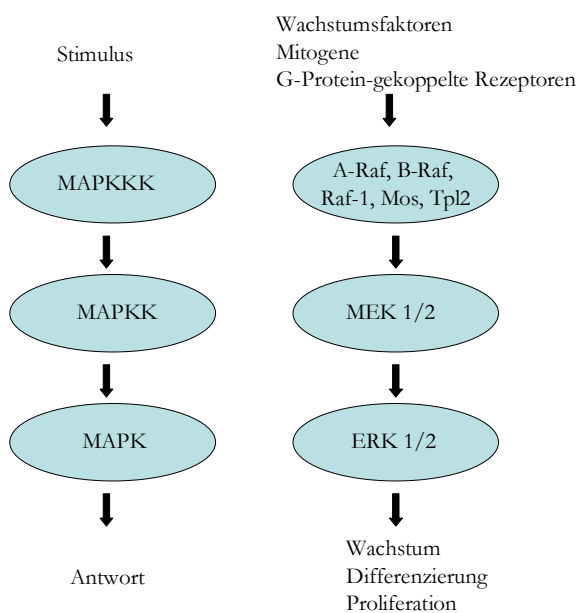 Stimulus
MAPKKK
MAPKK
MAPK
Antwort
Wachstumsfaktoren
Mitogene
G-Protein-gekoppelte Rezeptoren
A-Raf, B-Raf,
Raf-1, Mos, Tpl2
MEK 1/2
ERK 1/2
Wachstum
Differenzierung
Proliferation